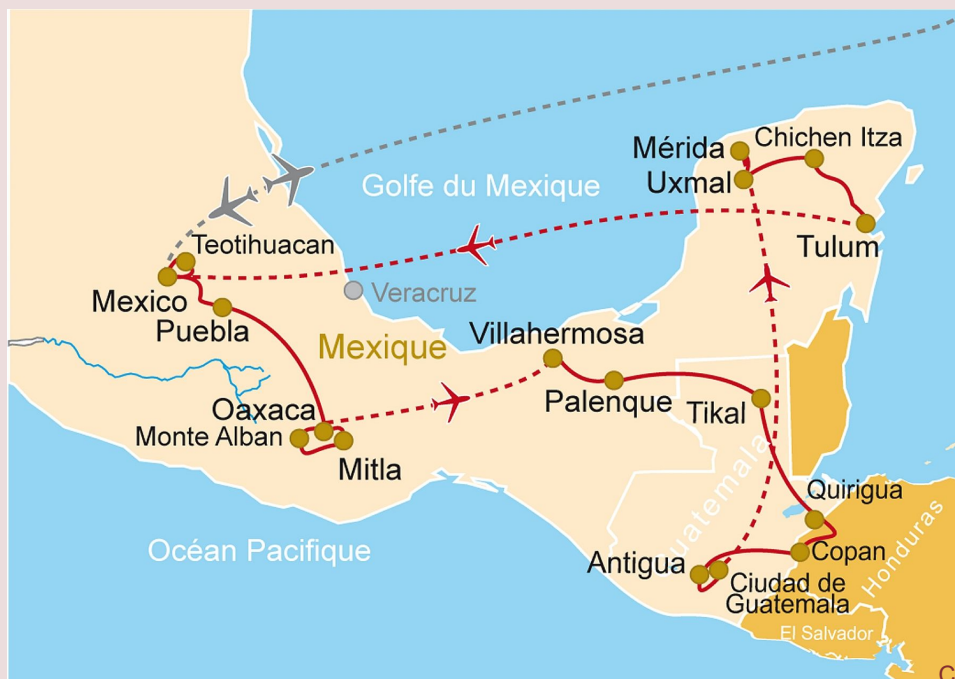 Mérida
Chichen Itza
Uxmal
Golfe du Mexique
Tulum
Teotihuacan
Mexico
Veracruz
Puebla
Mexique
Villahermosa
Palenque
Tikal
Oaxaca
Monte Alban
Mitla
Guatemala
Quirigua
Honduras
Océan Pacifique
Copan
Antigua
Ciudad de
Guatemala
El Salvador
C